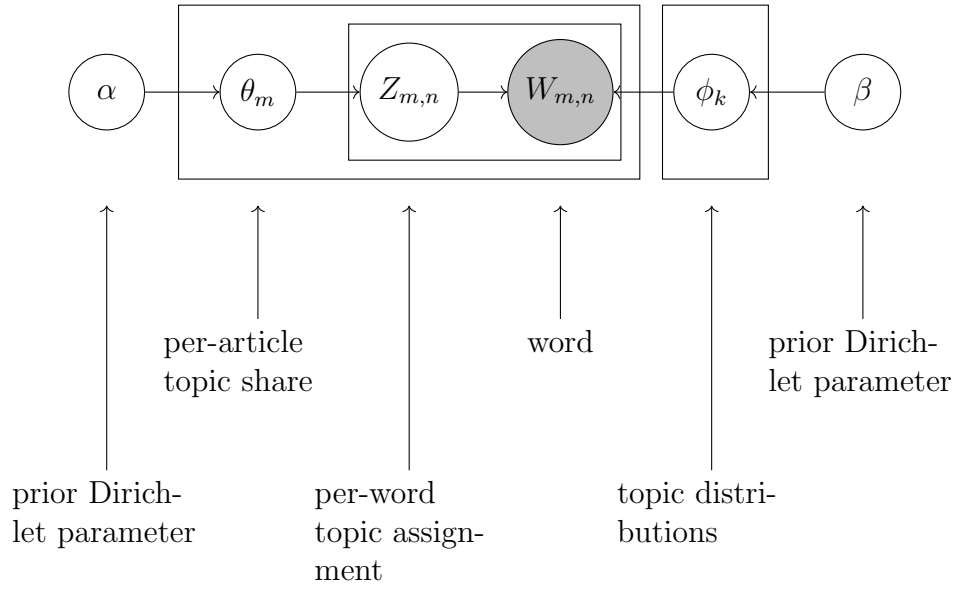 α θ_m Z_{m,n} W_{m,n} ϕ_k β
per-article
topic share
word
prior Dirich-
let parameter
prior Dirich-
let parameter
per-word
topic assign-
ment
topic distri-
butions